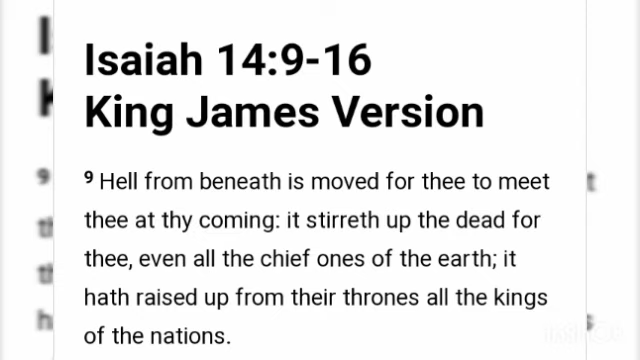 Isaiah 14:9-16
King James Version
9 Hell from beneath is moved for thee to meet
thee at thy coming: it stirreth up the dead for
thee, even all the chief ones of the earth; it
hath raised up from their thrones all the kings
of the nations.